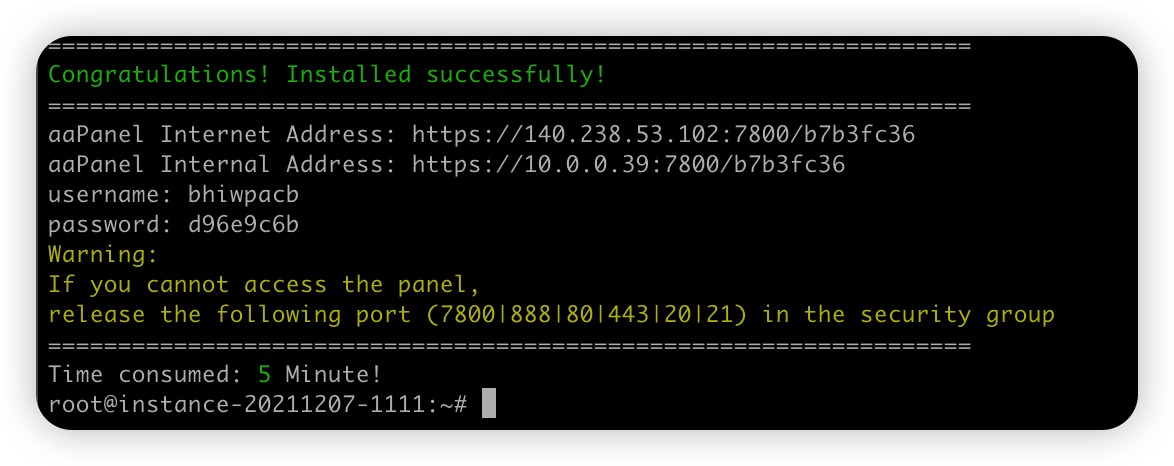 ==================================================================
Congratulations! Installed successfully!
==================================================================
aaPanel Internet Address: https://140.238.53.102:7800/b7b3fc36
aaPanel Internal Address: https://10.0.0.39:7800/b7b3fc36
username: bhiwpacb
password: d96e9c6b
Warning:
If you cannot access the panel,
release the following port (7800|888|80|443|20|21) in the security group
==================================================================
Time consumed: 5 Minute!
root@instance-20211207-1111:~#